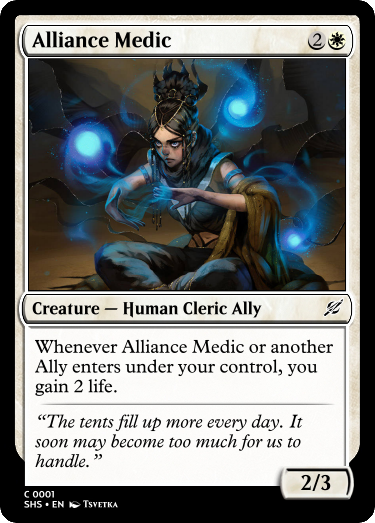 Alliance Medic 2
Creature — Human Cleric Ally
Whenever Alliance Medic or another
Ally enters under your control, you
gain 2 life.
“The tents fill up more every day. It
soon may become too much for us to
handle.”
2/3
C 0001
SHS • EN Tsvetka